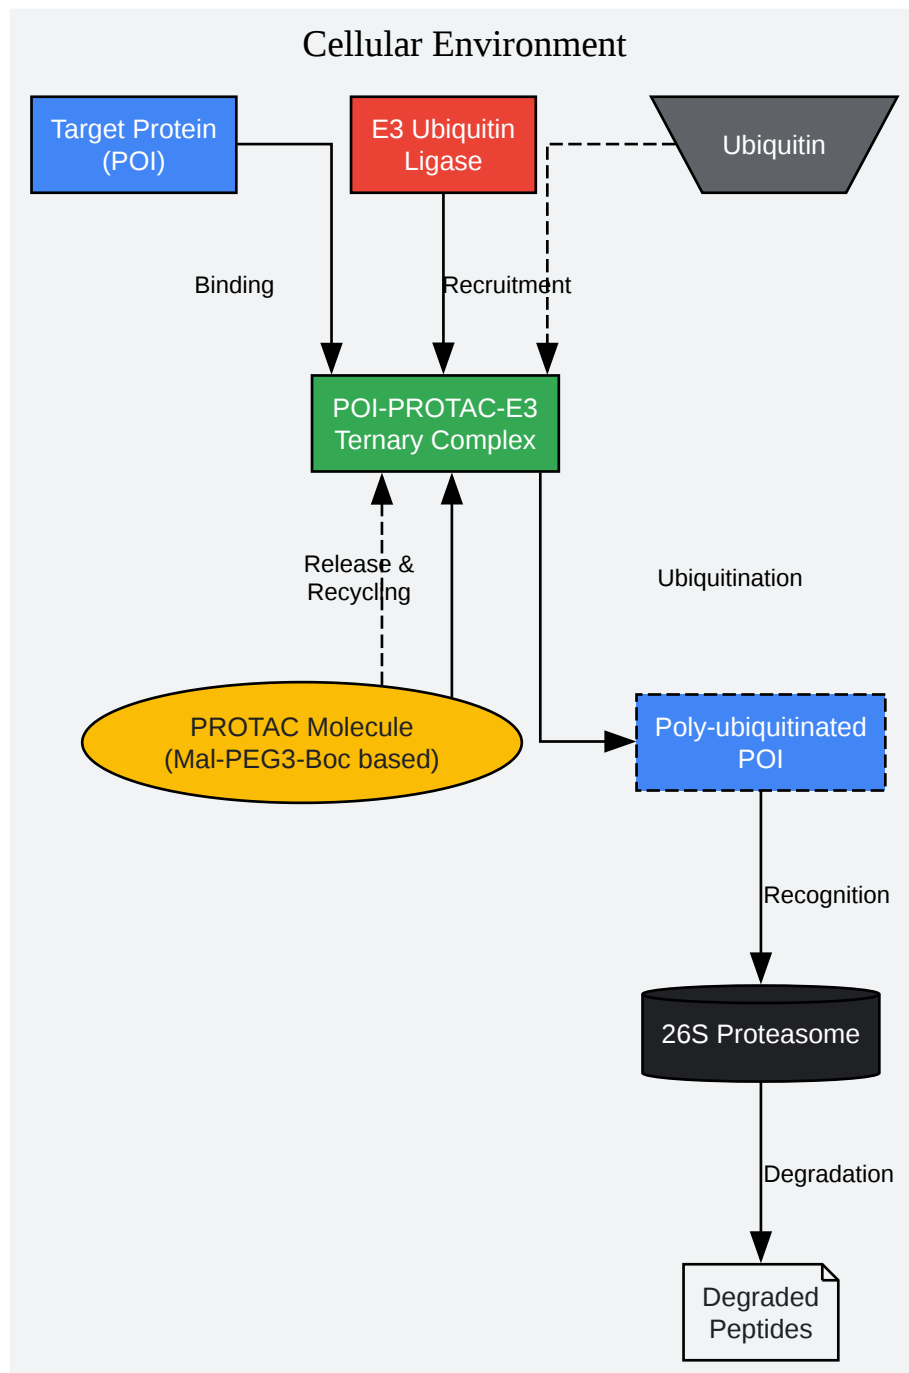 Cellular Environment
Target Protein
(POI)
E3 Ubiquitin
Ligase
Ubiquitin
Binding
Recruitment
POI-PROTAC-E3
Ternary Complex
Release &
Recycling
Ubiquitination
PROTAC Molecule
(Mal-PEG3-Boc based)
Poly-ubiquitinated
POI
Recognition
26S Proteasome
Degradation
Degraded
Peptides